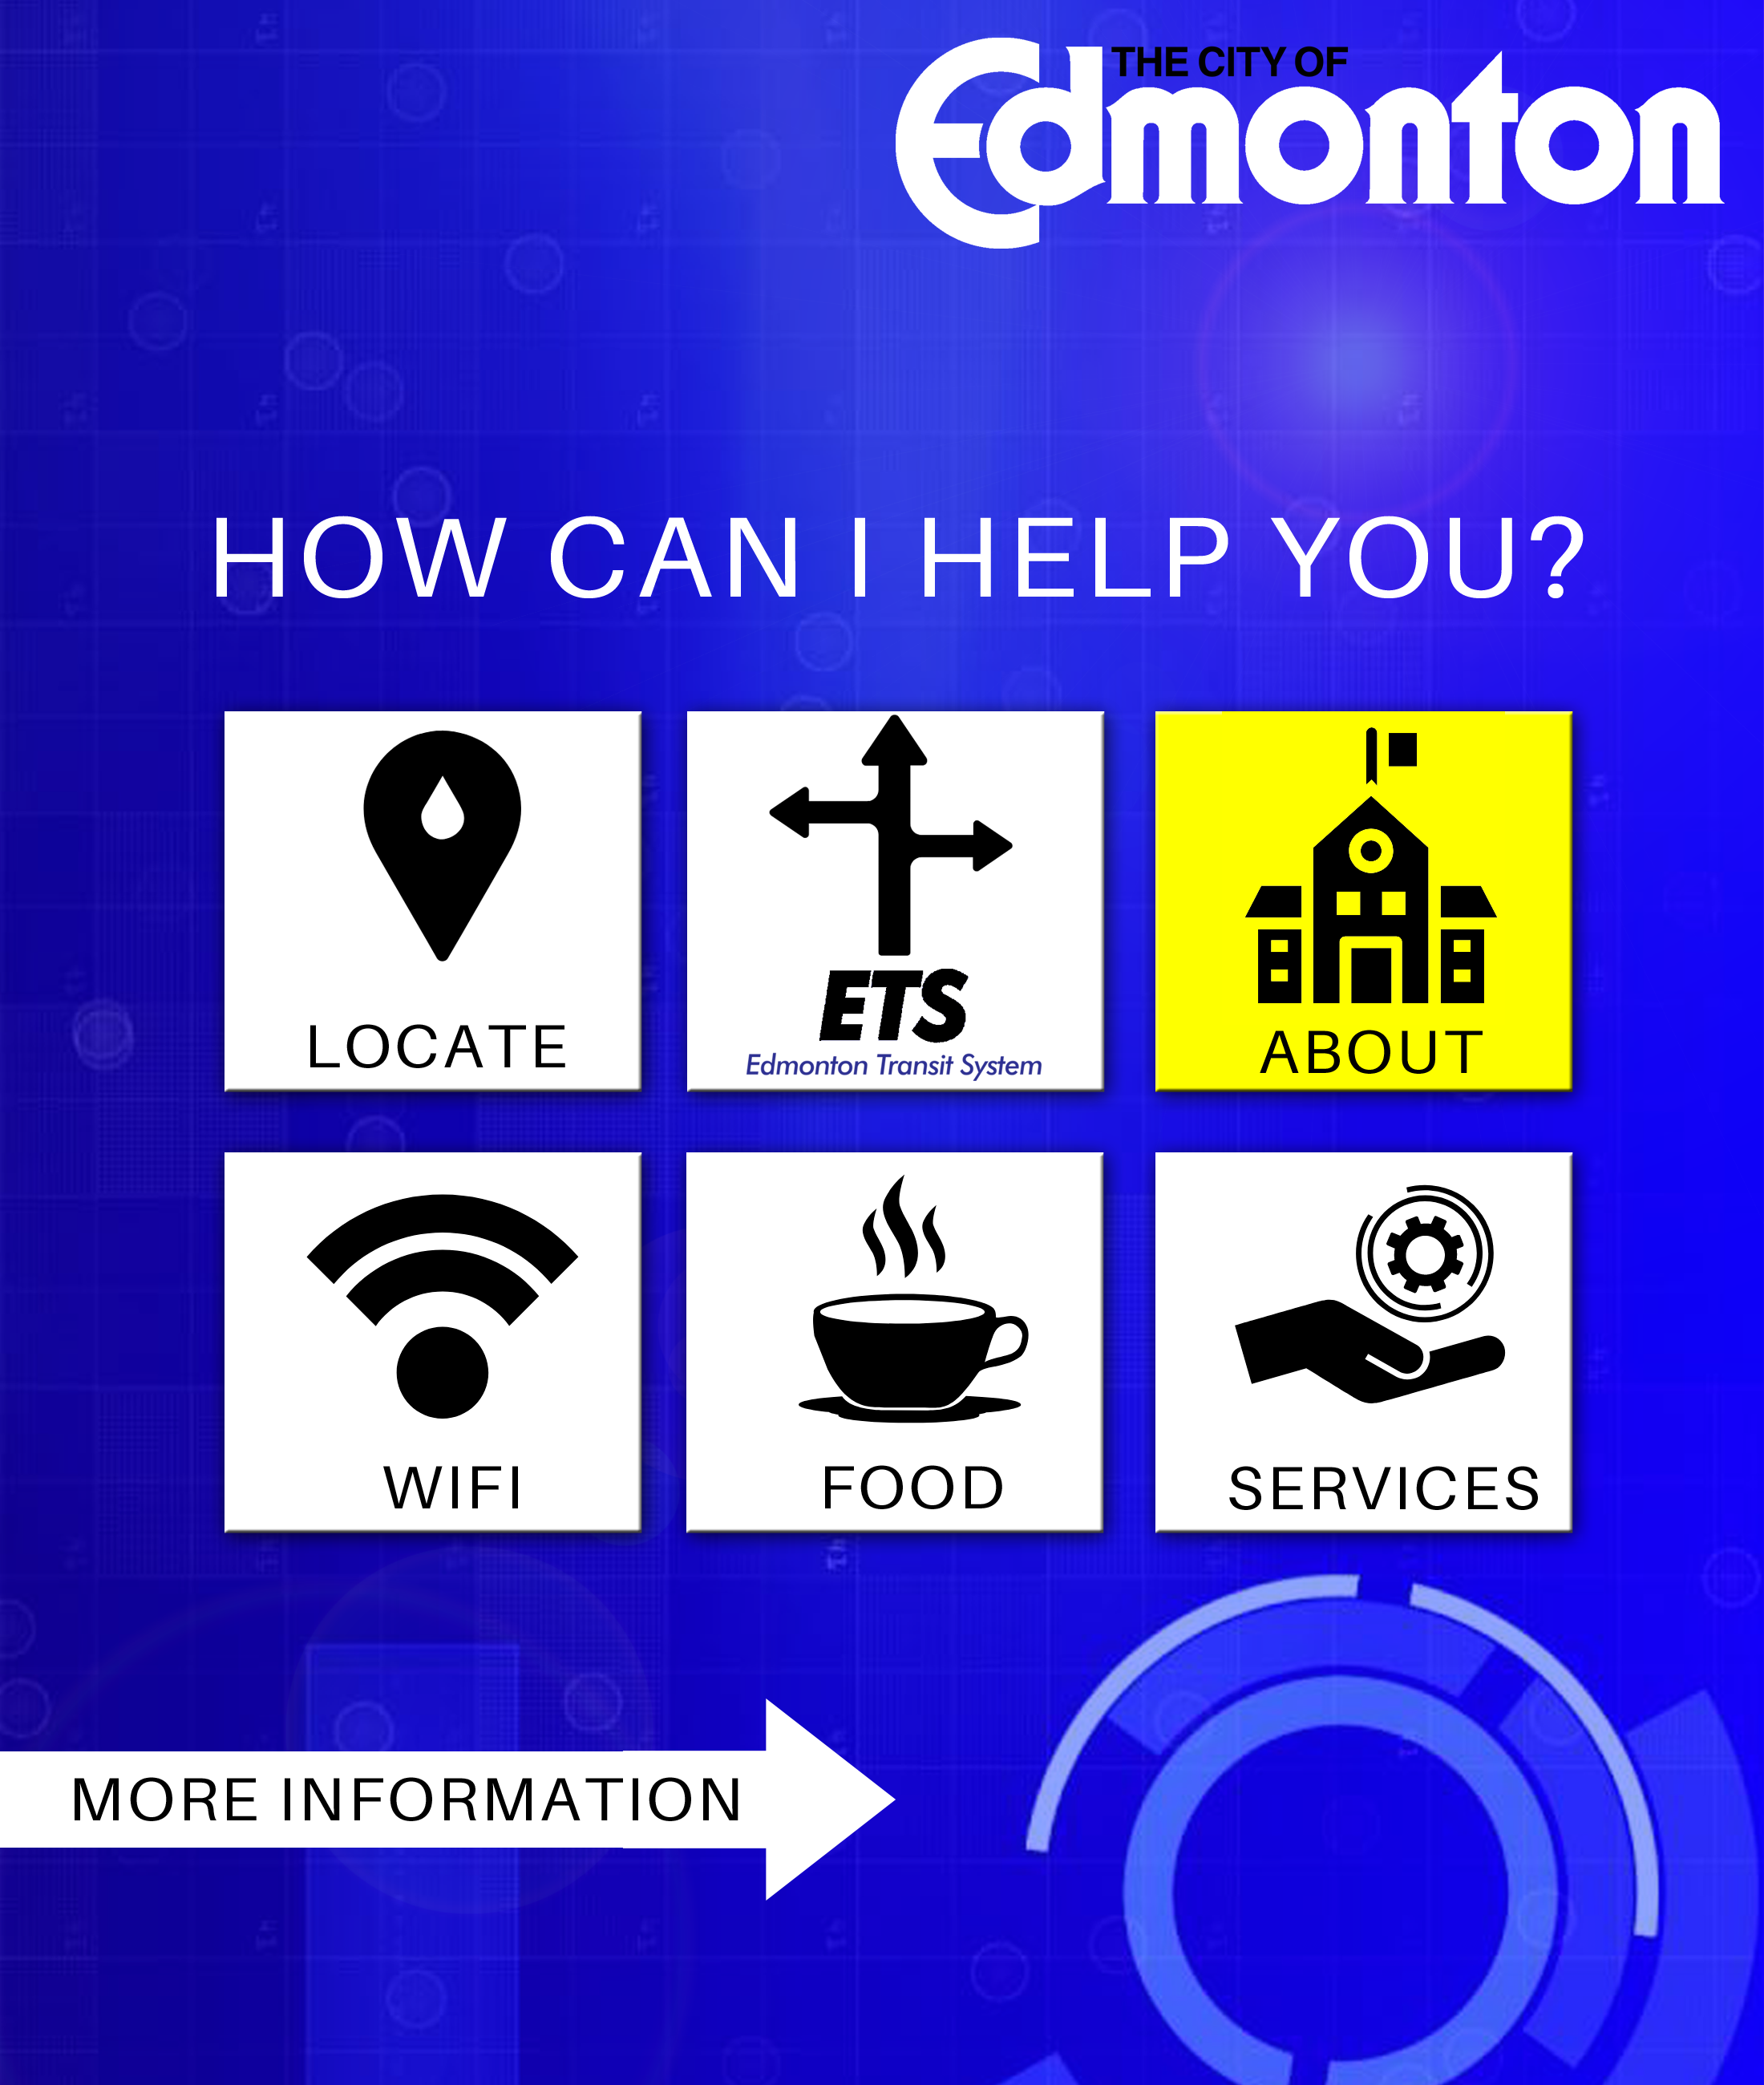 THE CITY OF
Edmonton
HOW CAN I HELP YOU?
LOCATE
ETS
Edmonton Transit System
ABOUT
WIFI
FOOD
SERVICES
MORE INFORMATION